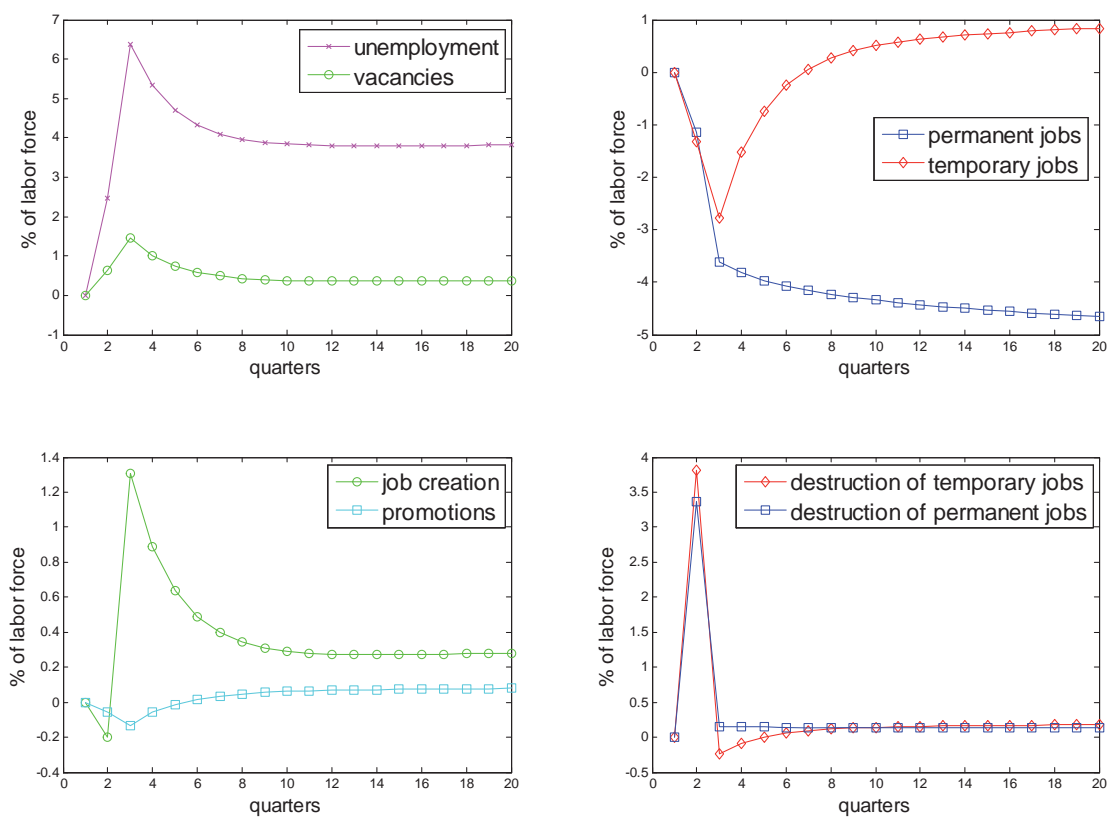 7
6
5
4
3
2
1
0
-1
% of labor force
unemployment
vacancies
0 2 4 6 8 10 12 14 16 18 20
quarters
1
0
-1
-2
-3
-4
-5
% of labor force
permanent jobs
temporary jobs
0 2 4 6 8 10 12 14 16 18 20
quarters
1.4
1.2
1
0.8
0.6
0.4
0.2
0
-0.2
-0.4
% of labor force
job creation
promotions
0 2 4 6 8 10 12 14 16 18 20
quarters
4
3.5
3
2.5
2
1.5
1
0.5
0
-0.5
% of labor force
destruction of temporary jobs
destruction of permanent jobs
0 2 4 6 8 10 12 14 16 18 20
quarters